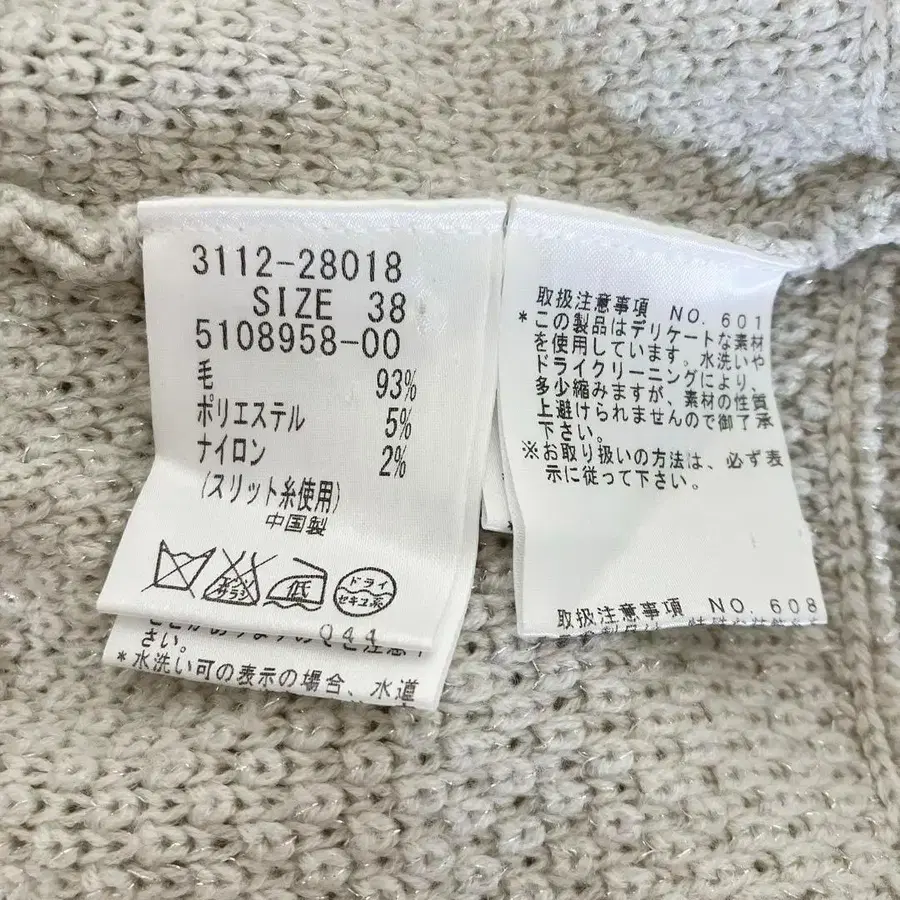 3112-28018
SIZE 38
5108958-00
毛 93%
ポリエステル 5%
ナイロン 2%
(スリット糸使用)
中国製
エンソ
サラシ
低
ドライ
セキユ系
Q44
さい。
*水洗い可の表示の場合、水道
取扱注意事項 NO. 601
*この製品はデリケートな素材
を使用しています。水洗いや
ドライクリーニングにより、
多少縮みますが、素材の性質
上避けられませんので御了承
下さい。
※お取り扱いの方法は、必ず表
示に従って下さい。
取扱注意事項 NO. 608